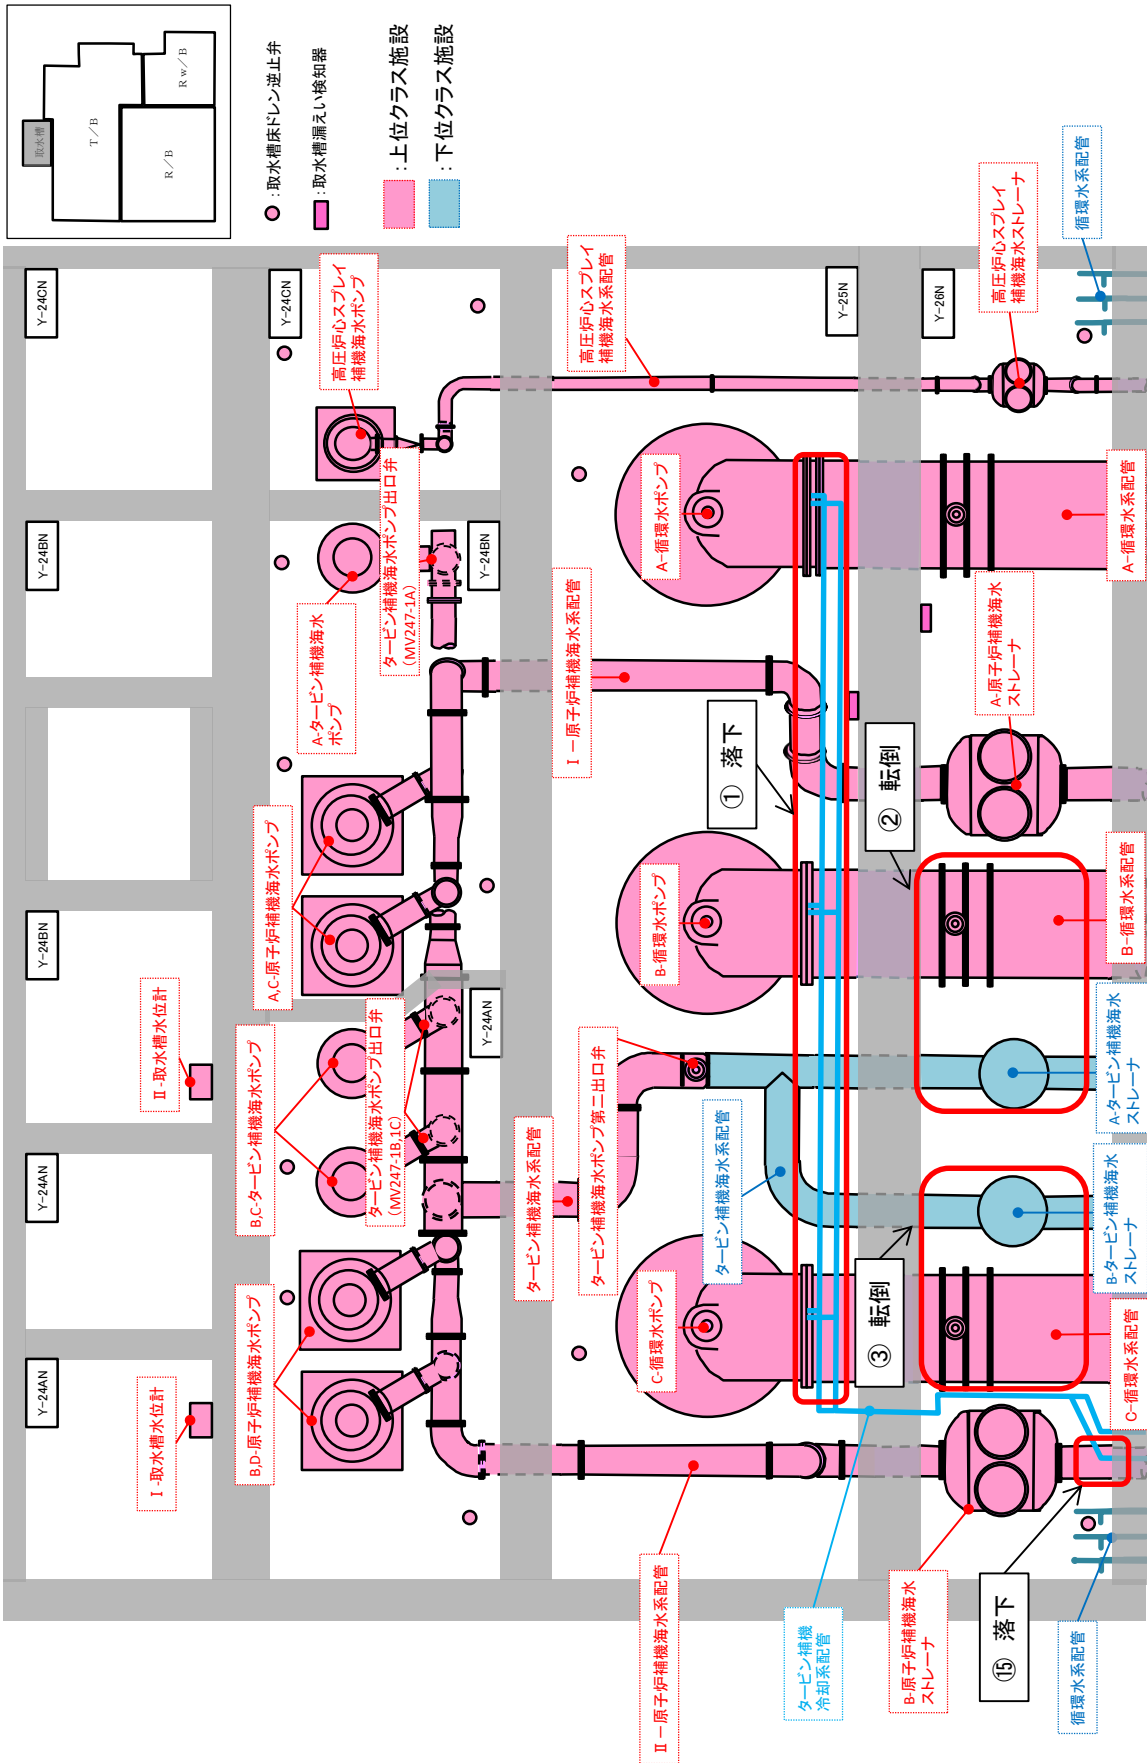 取水槽
T／B
R／B
Rw／B
：取水槽床ドレン逆止弁
：取水槽漏えい検知器
：上位クラス施設
：下位クラス施設
Y-24AN
Y-24AN
Y-24BN
Y-24BN
Y-24CN
Y-24CN
Y-24AN
Y-24BN
Y-25N
Y-26N
Ⅰ-取水槽水位計
Ⅱ-取水槽水位計
B,D-原子炉補機海水ポンプ
B,C-タービン補機海水ポンプ
A,C-原子炉補機海水ポンプ
A-タービン補機海水
ポンプ
高圧炉心スプレイ
補機海水ポンプ
タービン補機海水ポンプ出口弁
（MV247-1B,1C）
タービン補機海水ポンプ出口弁
（MV247-1A）
タービン補機海水系配管
タービン補機海水ポンプ第二出口弁
Ⅰ－原子炉補機海水系配管
高圧炉心スプレイ
補機海水系配管
Ⅱ－原子炉補機海水系配管
C-循環水ポンプ
B-循環水ポンプ
A-循環水ポンプ
タービン補機海水系配管
① 落下
② 転倒
③ 転倒
⑮ 落下
タービン補機
冷却系配管
B-原子炉補機海水
ストレーナ
A-原子炉補機海水
ストレーナ
高圧炉心スプレイ
補機海水ストレーナ
循環水系配管
循環水系配管
C－循環水系配管
B-タービン補機海水
ストレーナ
A-タービン補機海水
ストレーナ
B－循環水系配管
A－循環水系配管